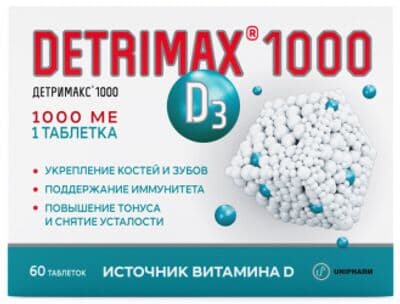 DETRIMAX® 1000
ДЕТРИМАКС® 1000
D3
1000 МЕ
1 ТАБЛЕТКА
• УКРЕПЛЕНИЕ КОСТЕЙ И ЗУБОВ
• ПОДДЕРЖАНИЕ ИММУНИТЕТА
• ПОВЫШЕНИЕ ТОНУСА
И СНЯТИЕ УСТАЛОСТИ
60 ТАБЛЕТОК
ИСТОЧНИК ВИТАМИНА D
UNIPHARM